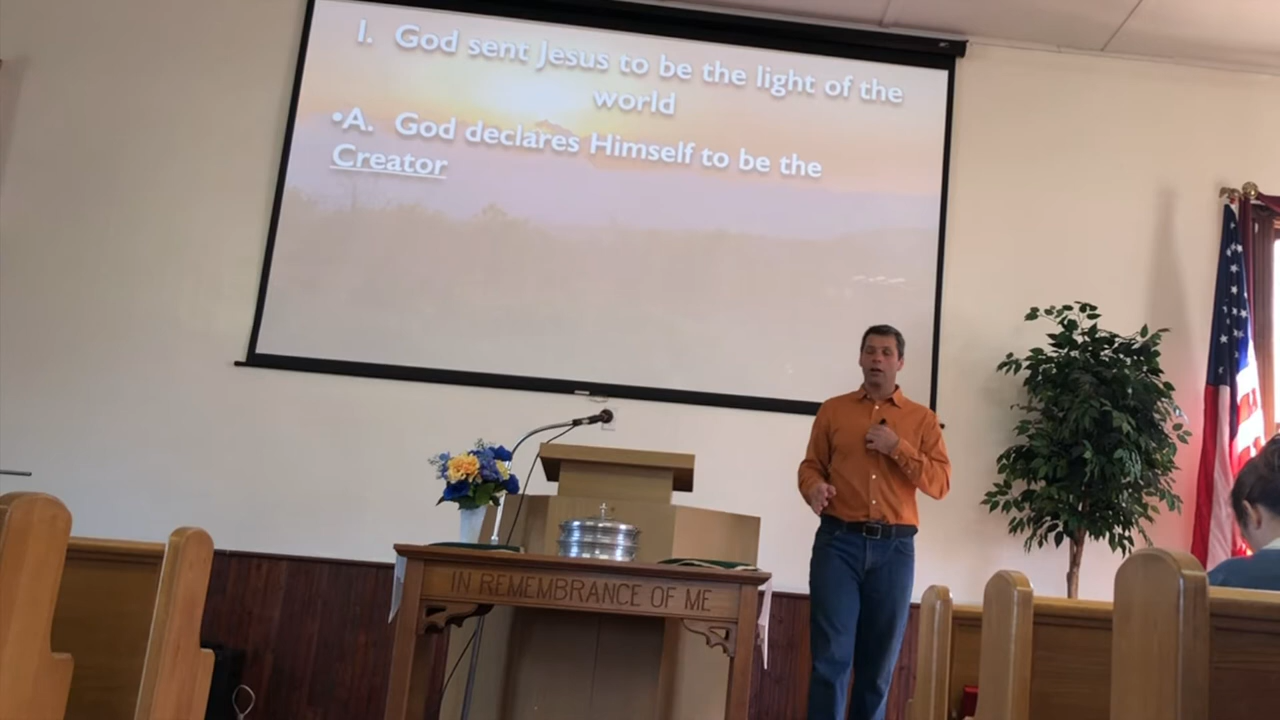 I. God sent Jesus to be the light of the
world
•A. God declares Himself to be the
Creator
IN REMEMBRANCE OF ME